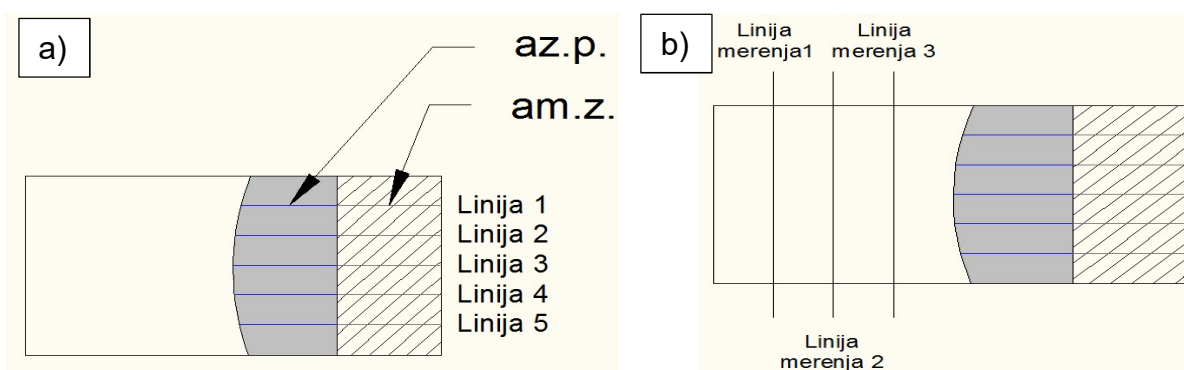 a)
az.p.
am.z.
Linija 1
Linija 2
Linija 3
Linija 4
Linija 5
b)
Linija
merenja1
Linija
merenja 3
Linija
merenja 2